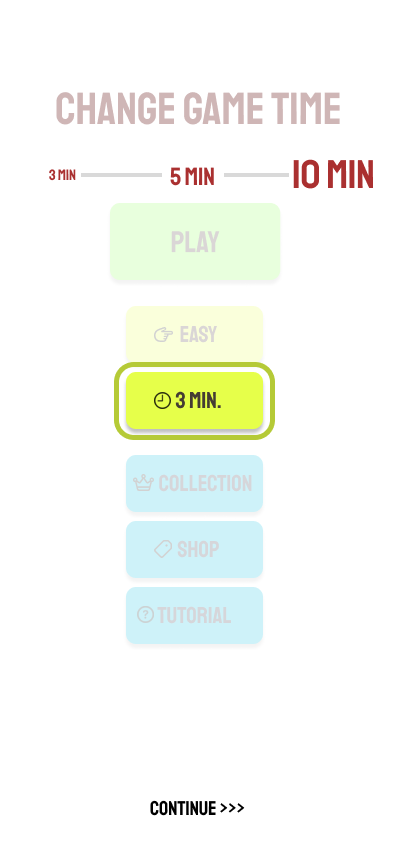 CHANGE GAME TIME
3 MIN 5 MIN 10 MIN
PLAY
EASY
3 MIN.
COLLECTION
SHOP
TUTORIAL
CONTINUE >>>